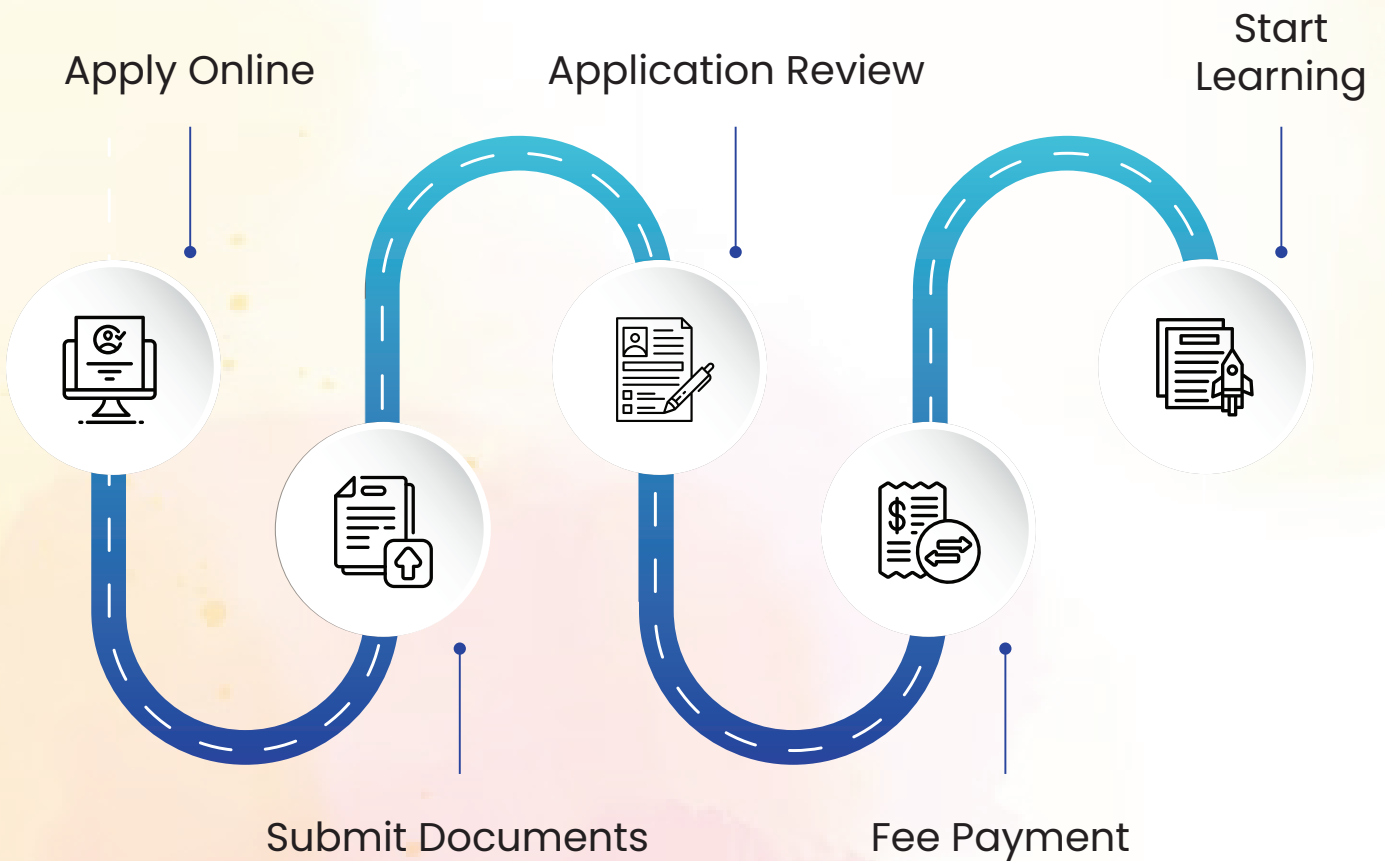 Apply Online
Submit Documents
Application Review
Fee Payment
Start
Learning